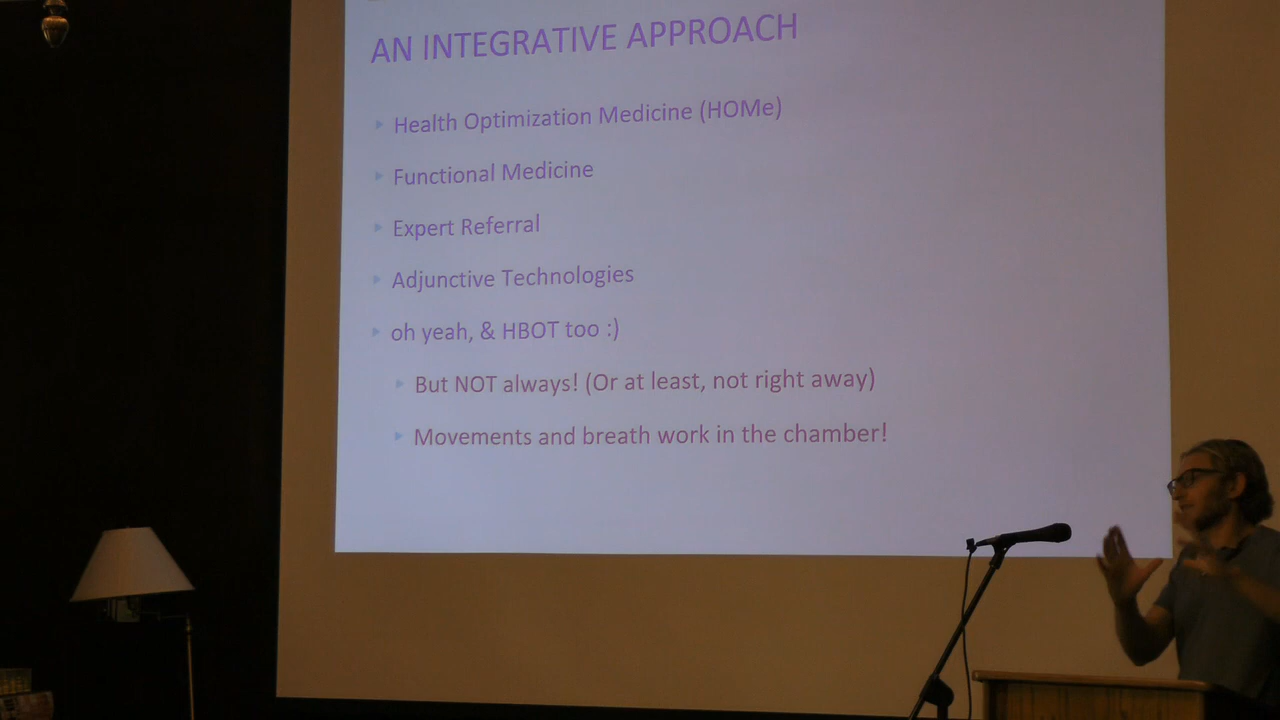 AN INTEGRATIVE APPROACH
Health Optimization Medicine (HOMe)
Functional Medicine
Expert Referral
Adjunctive Technologies
oh yeah, & HBOT too :)
But NOT always! (Or at least, not right away)
Movements and breath work in the chamber!